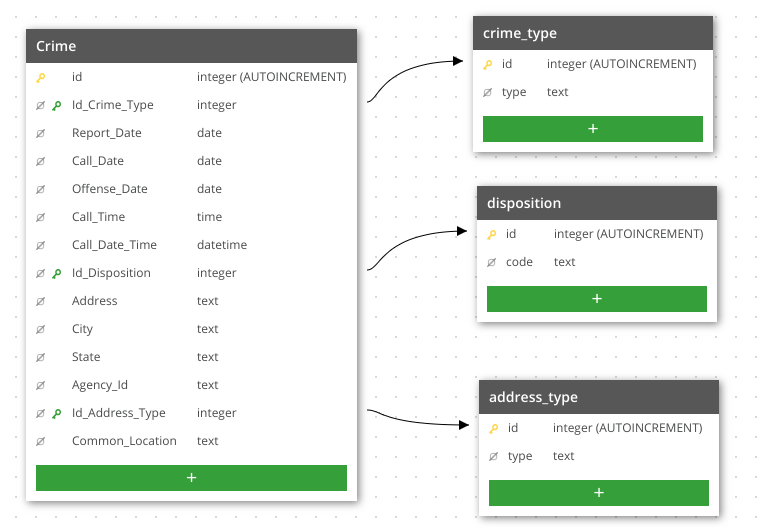 Crime
id integer (AUTOINCREMENT)
Id_Crime_Type integer
Report_Date date
Call_Date date
Offense_Date date
Call_Time time
Call_Date_Time datetime
Id_Disposition integer
Address text
City text
State text
Agency_Id text
Id_Address_Type integer
Common_Location text
+
crime_type
id integer (AUTOINCREMENT)
type text
+
disposition
id integer (AUTOINCREMENT)
code text
+
address_type
id integer (AUTOINCREMENT)
type text
+